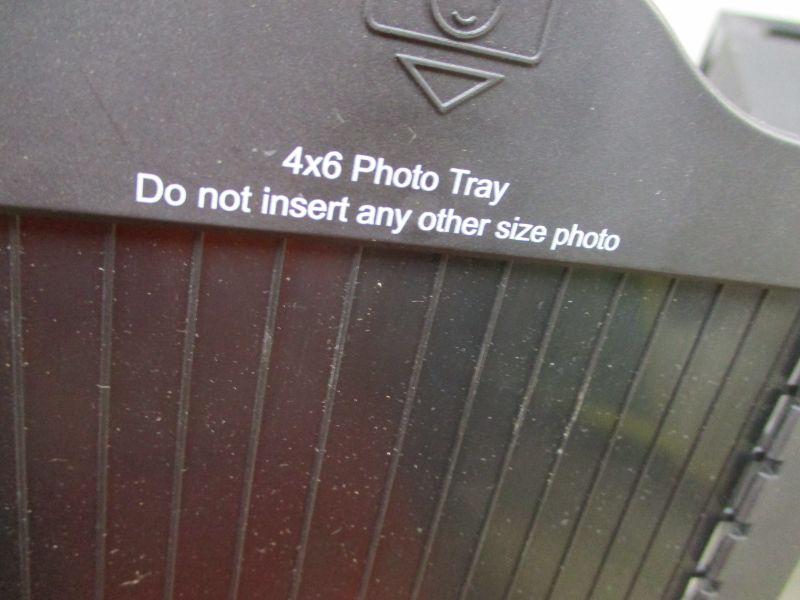 4x6 Photo Tray
Do not insert any other size photo